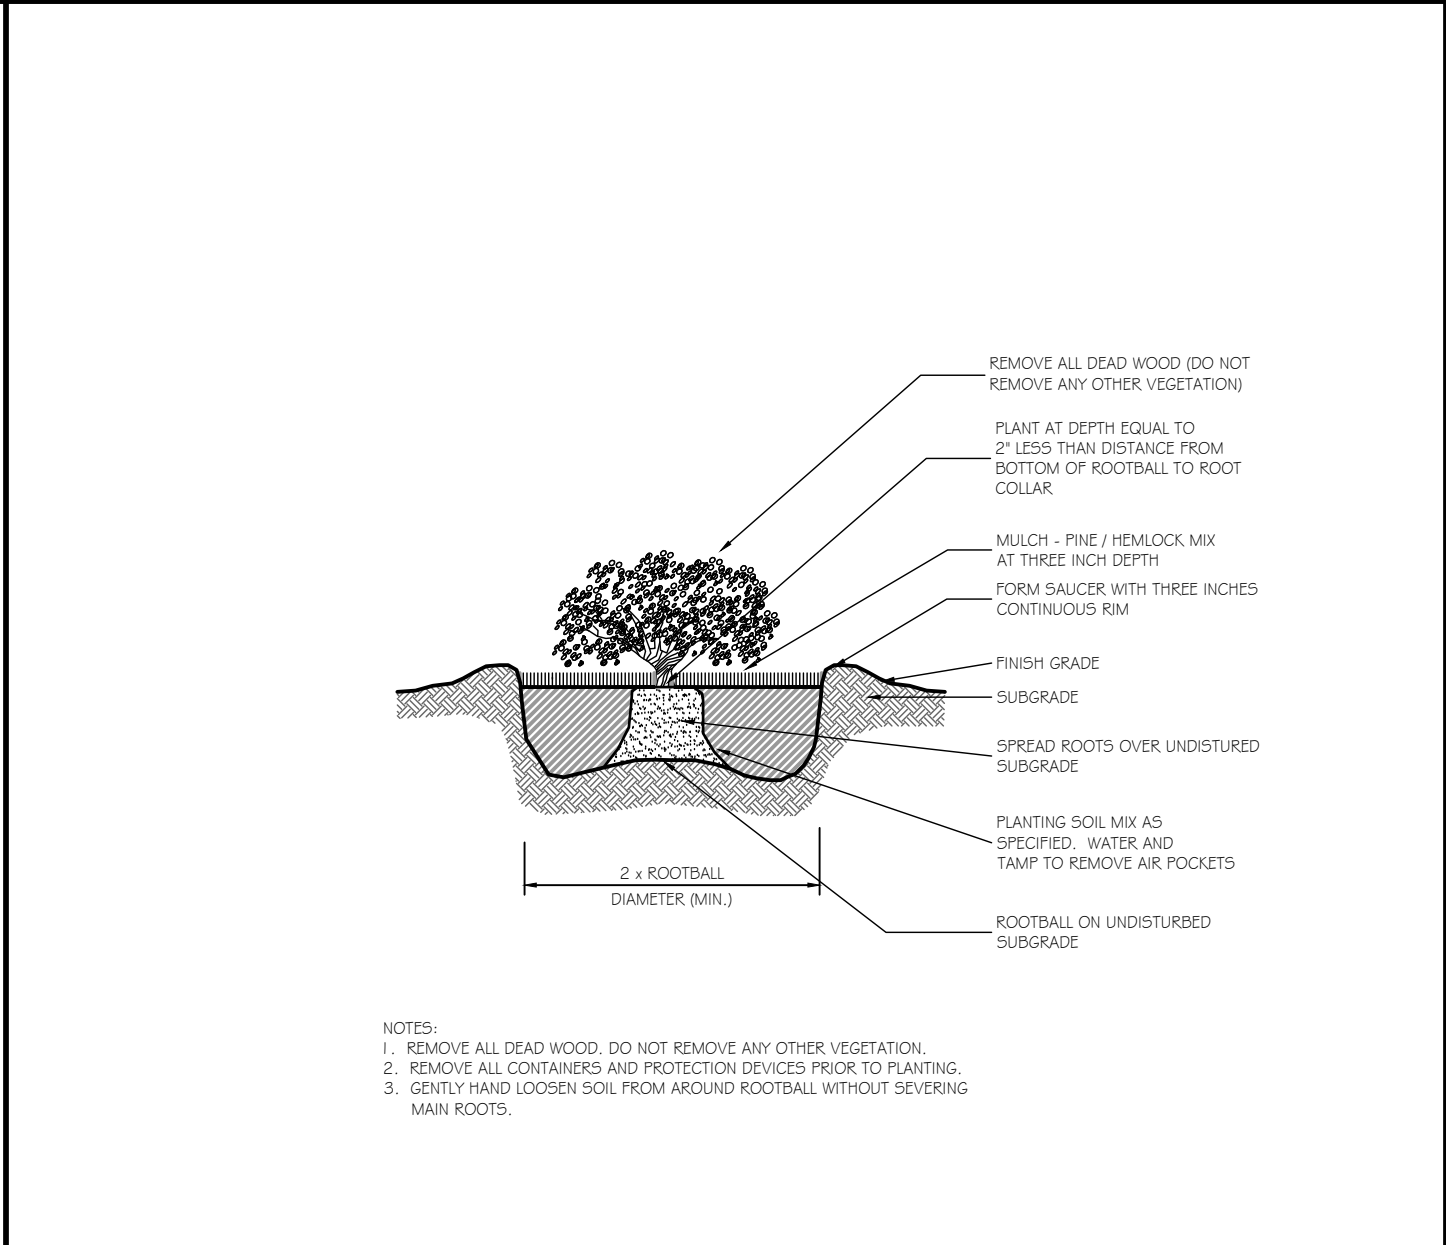 REMOVE ALL DEAD WOOD (DO NOT
REMOVE ANY OTHER VEGETATION)
PLANT AT DEPTH EQUAL TO
2" LESS THAN DISTANCE FROM
BOTTOM OF ROOTBALL TO ROOT
COLLAR
MULCH - PINE / HEMLOCK MIX
AT THREE INCH DEPTH
FORM SAUCER WITH THREE INCHES
CONTINUOUS RIM
FINISH GRADE
SUBGRADE
SPREAD ROOTS OVER UNDISTURED
SUBGRADE
PLANTING SOIL MIX AS
SPECIFIED. WATER AND
TAMP TO REMOVE AIR POCKETS
2 x ROOTBALL
DIAMETER (MIN.)
ROOTBALL ON UNDISTURBED
SUBGRADE
NOTES:
1. REMOVE ALL DEAD WOOD. DO NOT REMOVE ANY OTHER VEGETATION.
2. REMOVE ALL CONTAINERS AND PROTECTION DEVICES PRIOR TO PLANTING.
3. GENTLY HAND LOOSEN SOIL FROM AROUND ROOTBALL WITHOUT SEVERING
MAIN ROOTS.